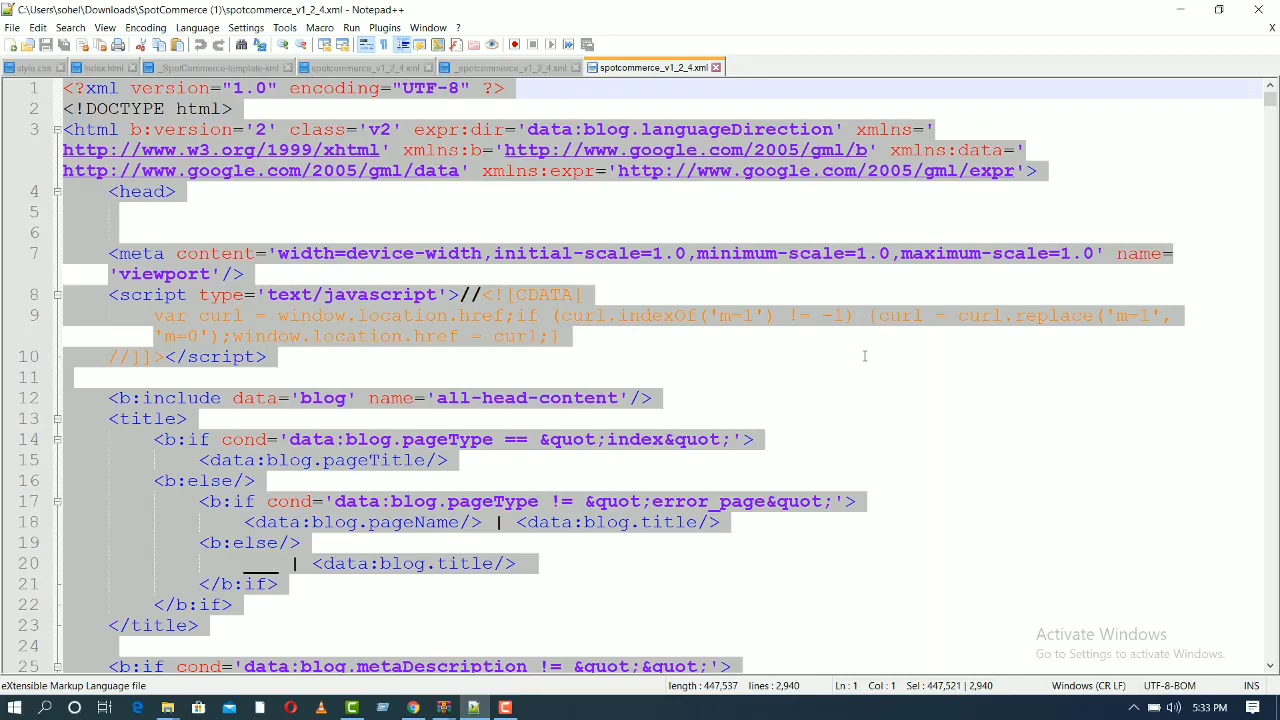 C:\Users\sohel\Downloads\SpotCommerce (1)\spotcommerce_v1_2_4.xml - Notepad++
File Edit Search View Encoding Language Settings Tools Macro Run Plugins Window ? X
style.css index.html _SpotCommerce-template-xml spotcommerce_v1_2_4.xml _spotcommerce_v1_2_4.xml spotcommerce_v1_2_4.xml
1 <?xml version="1.0" encoding="UTF-8" ?>
2 <!DOCTYPE html>
3 <html b:version='2' class='v2' expr:dir='data:blog.languageDirection' xmlns='
http://www.w3.org/1999/xhtml' xmlns:b='http://www.google.com/2005/gml/b' xmlns:data='
http://www.google.com/2005/gml/data' xmlns:expr='http://www.google.com/2005/gml/expr'>
4 <head>
5
6
7 <meta content='width=device-width,initial-scale=1.0,minimum-scale=1.0,maximum-scale=1.0' name=
'viewport'/>
8 <script type='text/javascript'>//<![CDATA[
9 var curl = window.location.href;if (curl.indexOf('m=1') != -1) {curl = curl.replace('m=1',
'm=0');window.location.href = curl;}
10 //]]></script>
11
12 <b:include data='blog' name='all-head-content'/>
13 <title>
14 <b:if cond='data:blog.pageType == &quot;index&quot;'>
15 <data:blog.pageTitle/>
16 <b:else/>
17 <b:if cond='data:blog.pageType != &quot;error_page&quot;'>
18 <data:blog.pageName/> | <data:blog.title/>
19 <b:else/>
20 ___ | <data:blog.title/>
21 </b:if>
22 </b:if>
23 </title>
24
25 <b:if cond='data:blog.metaDescription != &quot;&quot;'>
Activate Windows
Go to Settings to activate Windows.
eXtensible Markup Language file length : 447,537 lines : 2,940 Ln : 1 Col : 1 Sel : 447,521 | 2,940 Windows (CR LF) UTF-8-BOM INS
5:33 PM